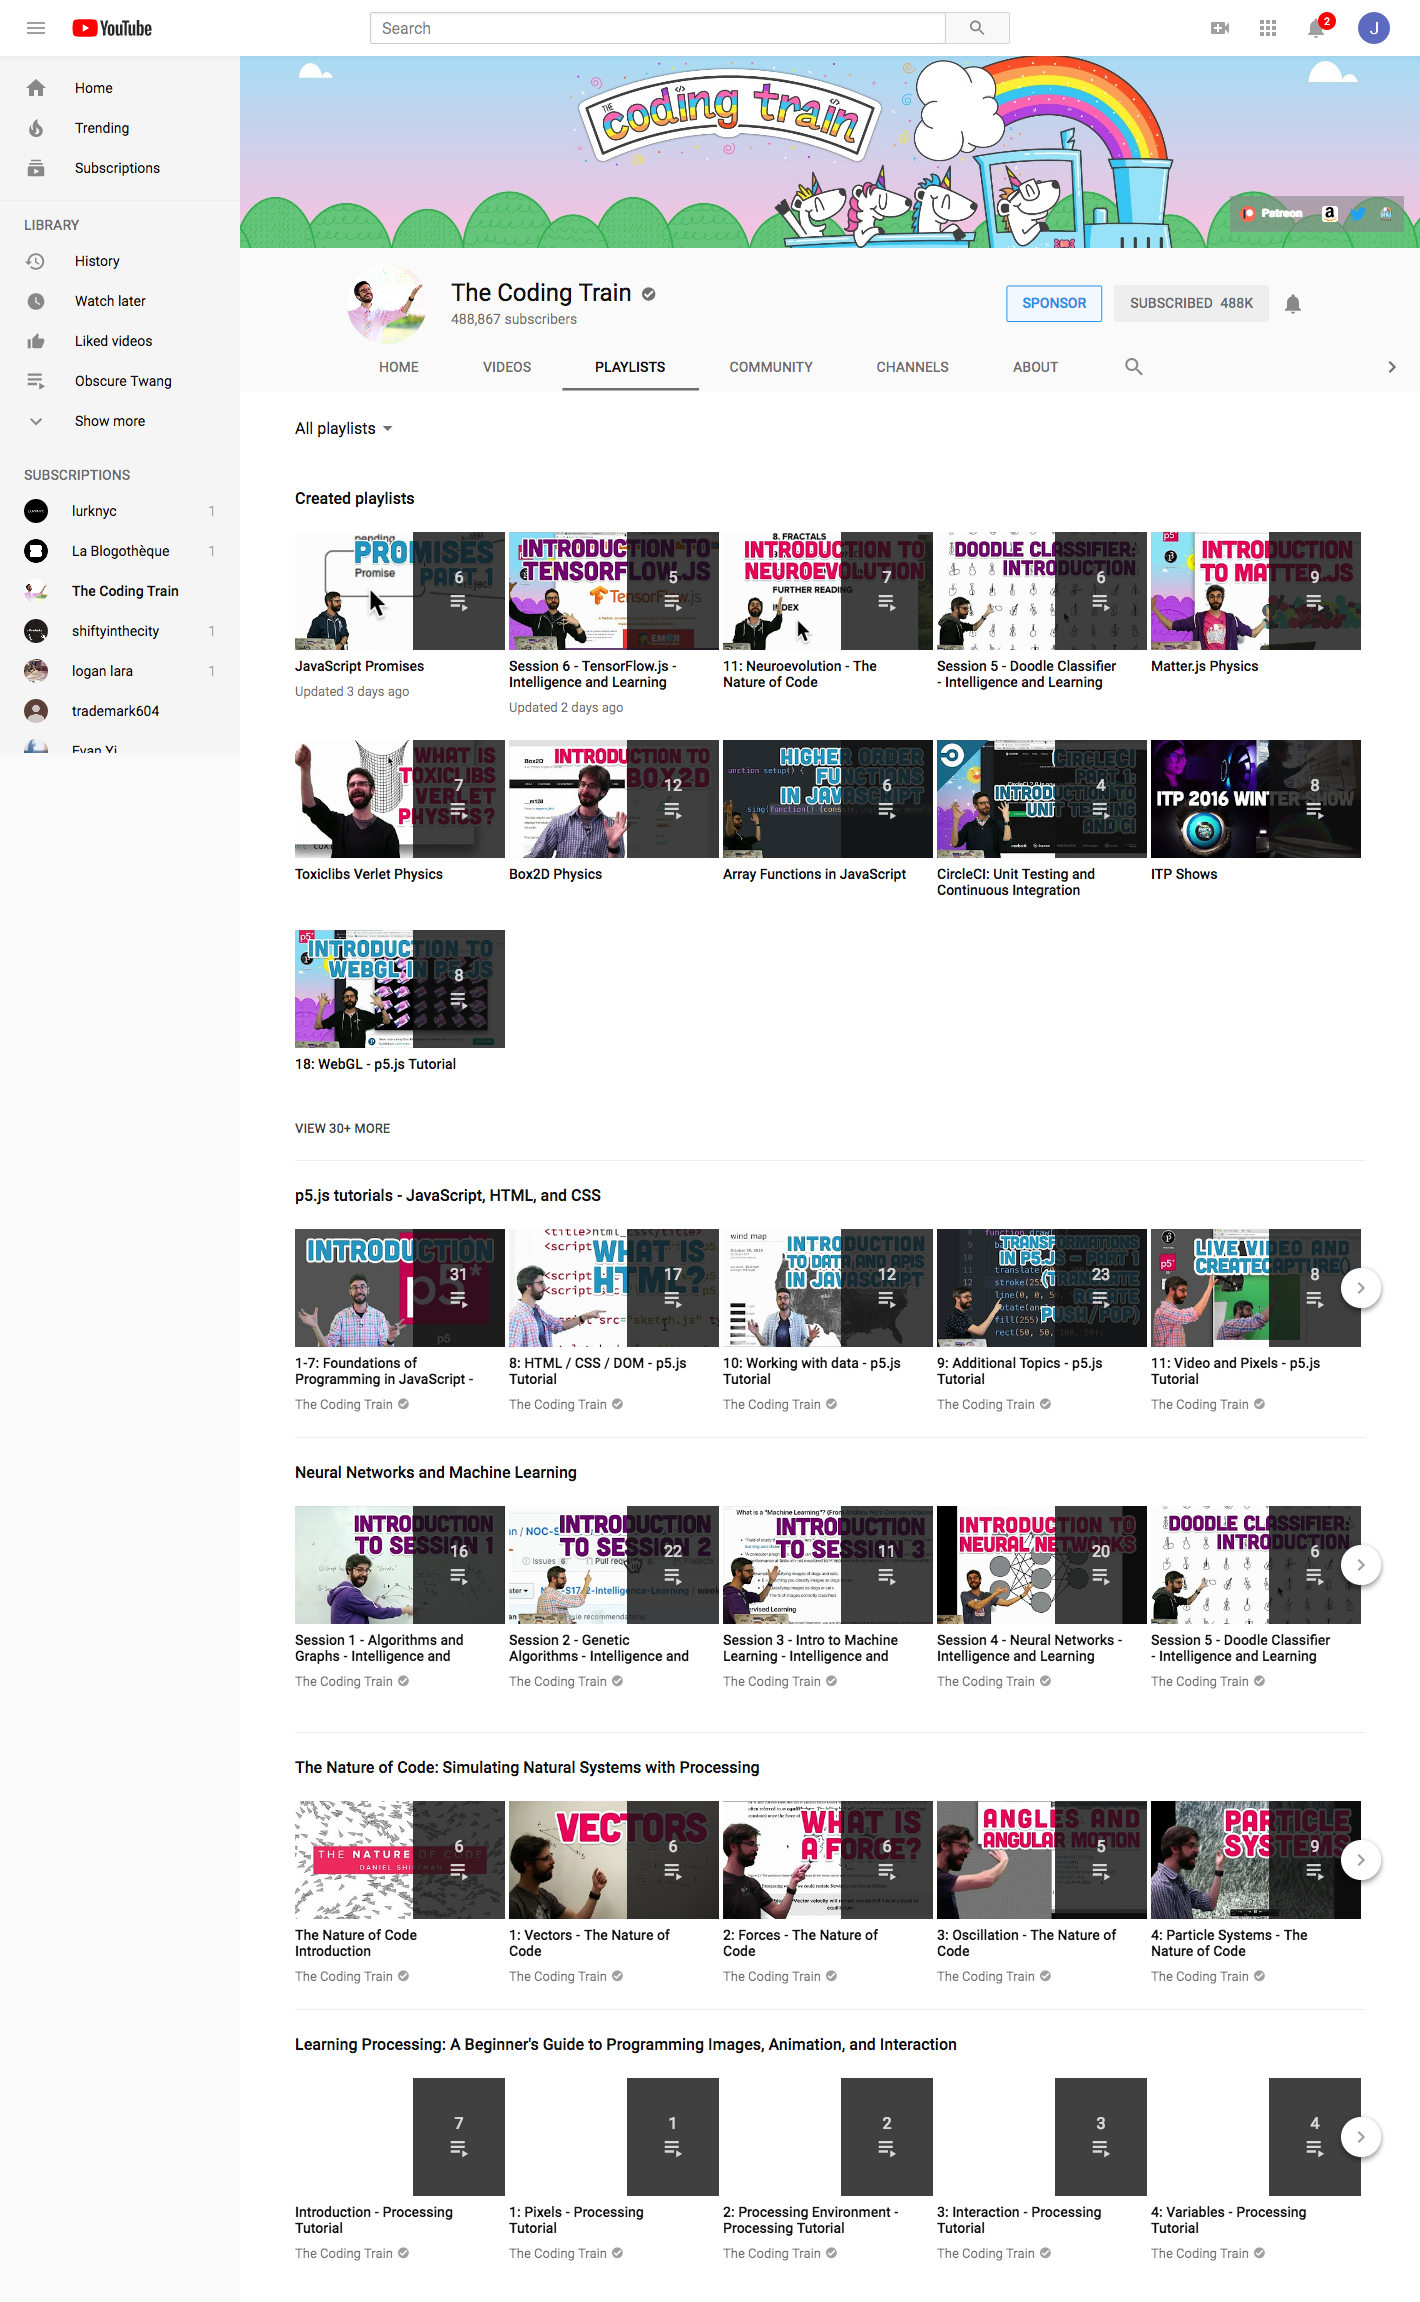 YouTube
Search
2
J
Home
Trending
Subscriptions
LIBRARY
History
Watch later
Liked videos
Obscure Twang
Show more
SUBSCRIPTIONS
lurknyc 1
La Blogothèque 1
The Coding Train
shiftyinthecity 1
logan lara 1
trademark604
Evan Yi
THE coding train
Patreon
The Coding Train
488,867 subscribers
SPONSOR
SUBSCRIBED 488K
HOME VIDEOS PLAYLISTS COMMUNITY CHANNELS ABOUT
All playlists
Created playlists
PROMISES PART 1
Promise
6
JavaScript Promises
Updated 3 days ago
INTRODUCTION TO TENSORFLOW.JS
TensorFlow.js
5
Session 6 - TensorFlow.js -
Intelligence and Learning
Updated 2 days ago
8. FRACTALS
INTRODUCTION TO NEUROEVOLUTION
FURTHER READING
INDEX
7
11: Neuroevolution - The
Nature of Code
DOODLE CLASSIFIER: INTRODUCTION
6
Session 5 - Doodle Classifier
- Intelligence and Learning
p5*
INTRODUCTION TO MATTER.JS
9
Matter.js Physics
WHAT IS TOXICLIBS VERLET PHYSICS?
7
Toxiclibs Verlet Physics
Box2D
INTRODUCTION TO BOX2D
12
Box2D Physics
HIGHER ORDER FUNCTIONS IN JAVASCRIPT
6
Array Functions in JavaScript
CIRCLECI PART 1: INTRODUCTION TO UNIT TESTING AND CI
4
CircleCI: Unit Testing and
Continuous Integration
ITP 2016 WINTER SHOW
8
ITP Shows
p5*
INTRODUCTION TO WEBGL IN P5.JS
8
18: WebGL - p5.js Tutorial
VIEW 30+ MORE
p5.js tutorials - JavaScript, HTML, and CSS
INTRODUCTION
p5*
p5
31
1-7: Foundations of
Programming in JavaScript -
The Coding Train
WHAT IS HTML?
17
8: HTML / CSS / DOM - p5.js
Tutorial
The Coding Train
wind map
INTRO TO DATA AND APIS IN JAVASCRIPT
12
10: Working with data - p5.js
Tutorial
The Coding Train
TRANSFORMATIONS IN P5.JS - PART 1 (TRANSLATE ROTATE PUSH/POP)
23
9: Additional Topics - p5.js
Tutorial
The Coding Train
LIVE VIDEO AND CREATECAPTURE()
8
11: Video and Pixels - p5.js
Tutorial
The Coding Train
Neural Networks and Machine Learning
INTRODUCTION TO SESSION 1
16
Session 1 - Algorithms and
Graphs - Intelligence and
The Coding Train
INTRODUCTION TO SESSION 2
Issues 6
22
Session 2 - Genetic
Algorithms - Intelligence and
The Coding Train
INTRODUCTION TO SESSION 3
11
Session 3 - Intro to Machine
Learning - Intelligence and
The Coding Train
INTRODUCTION TO NEURAL NETWORKS
20
Session 4 - Neural Networks -
Intelligence and Learning
The Coding Train
DOODLE CLASSIFIER: INTRODUCTION
6
Session 5 - Doodle Classifier
- Intelligence and Learning
The Coding Train
The Nature of Code: Simulating Natural Systems with Processing
THE NATURE OF CODE
DANIEL SHIFFMAN
6
The Nature of Code
Introduction
The Coding Train
VECTORS
6
1: Vectors - The Nature of
Code
The Coding Train
WHAT IS A FORCE?
6
2: Forces - The Nature of
Code
The Coding Train
ANGLES AND ANGULAR MOTION
5
3: Oscillation - The Nature of
Code
The Coding Train
PARTICLE SYSTEMS
9
4: Particle Systems - The
Nature of Code
The Coding Train
Learning Processing: A Beginner's Guide to Programming Images, Animation, and Interaction
7
Introduction - Processing
Tutorial
The Coding Train
1
1: Pixels - Processing
Tutorial
The Coding Train
2
2: Processing Environment -
Processing Tutorial
The Coding Train
3
3: Interaction - Processing
Tutorial
The Coding Train
4
4: Variables - Processing
Tutorial
The Coding Train